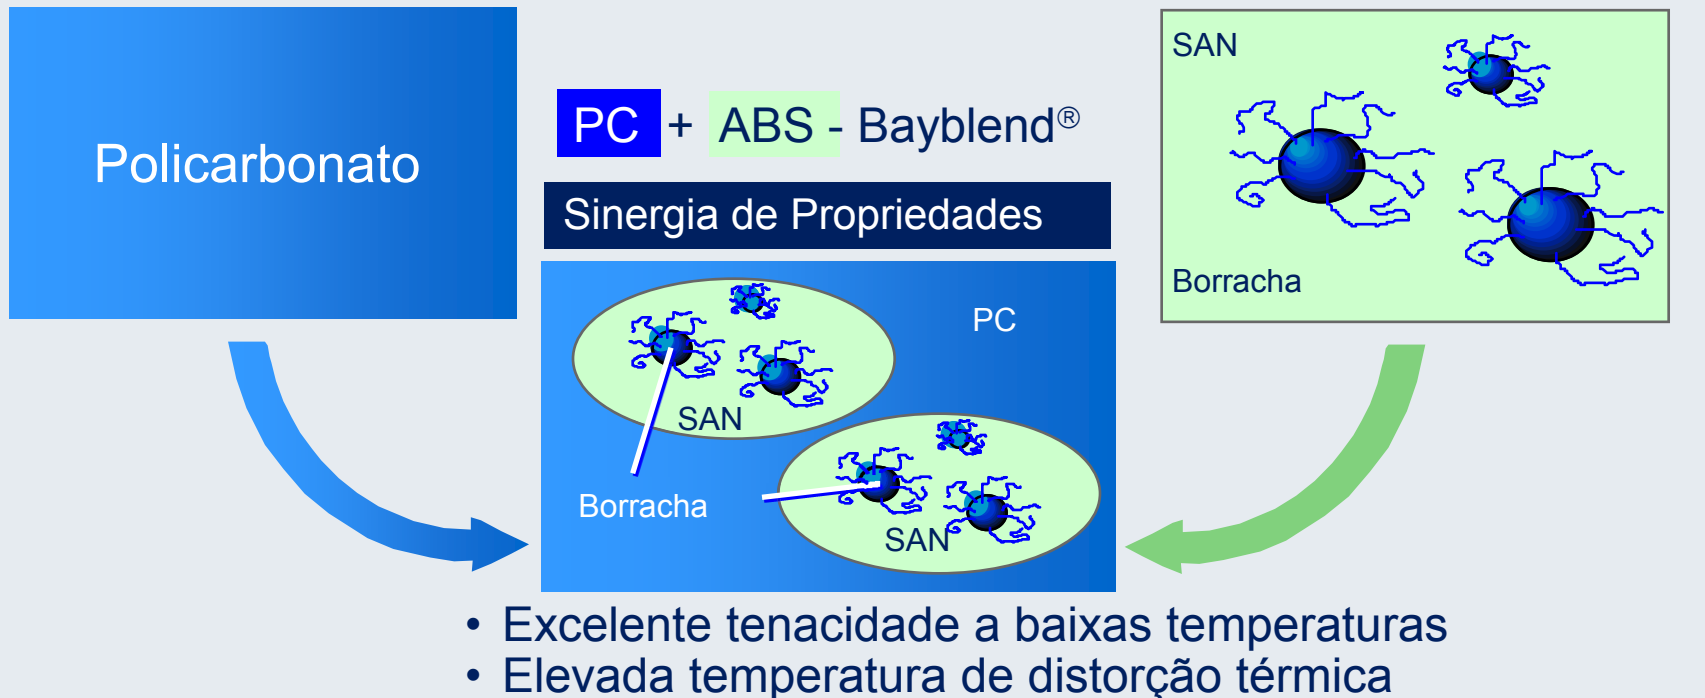 Policarbonato
PC + ABS - Bayblend®
Sinergia de Propriedades
SAN
Borracha
PC
SAN
Borracha
SAN
• Excelente tenacidade a baixas temperaturas
• Elevada temperatura de distorção térmica